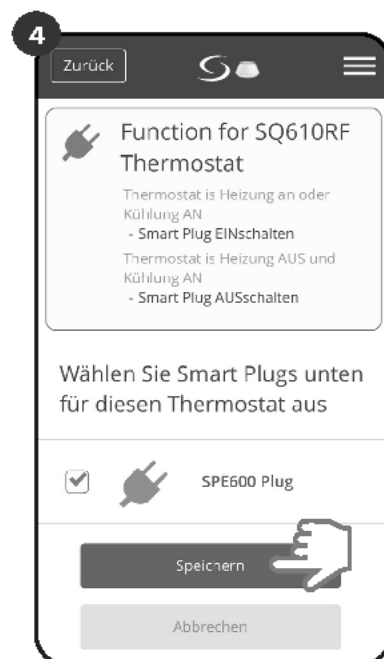 4
Zurück
Function for SQ610RF
Thermostat
Thermostat is Heizung an oder
Kühlung AN
- Smart Plug EINschalten
Thermostat is Heizung AUS und
Kühlung AN
- Smart Plug AUSschalten
Wählen Sie Smart Plugs unten
für diesen Thermostat aus
SPE600 Plug
Speichern
Abbrechen